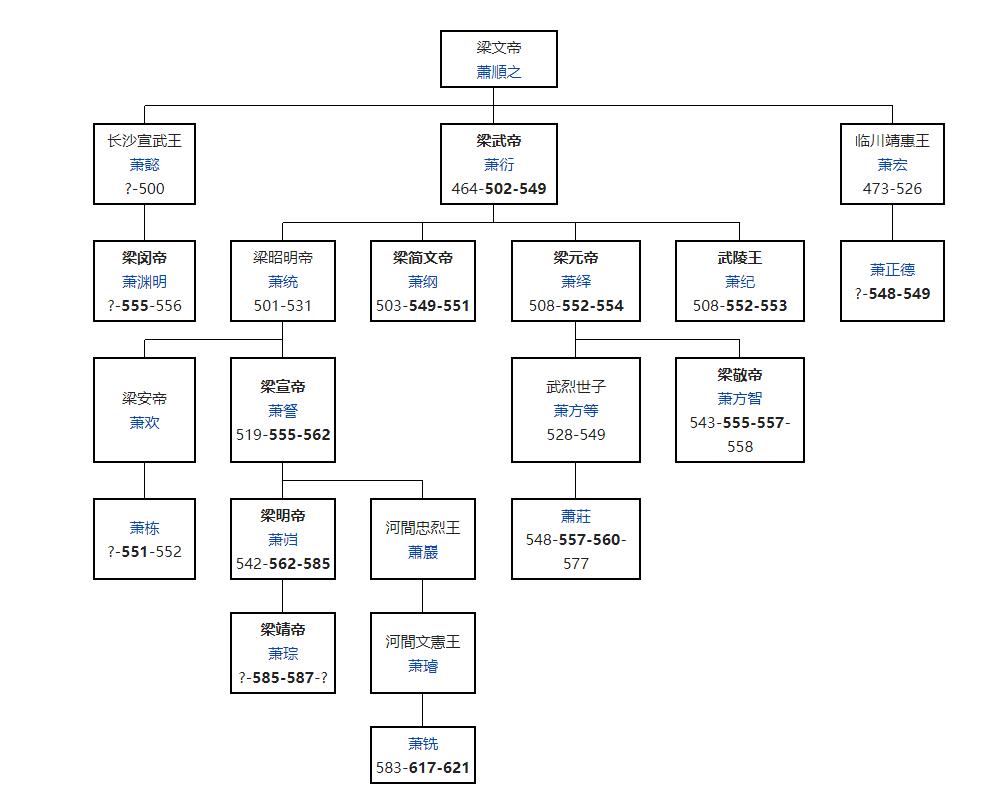 梁文帝
蕭順之
长沙宣武王
萧懿
?-500
梁武帝
萧衍
464-502-549
临川靖惠王
萧宏
473-526
梁闵帝
萧渊明
?-555-556
梁昭明帝
萧统
501-531
梁简文帝
萧纲
503-549-551
梁元帝
萧绎
508-552-554
武陵王
萧纪
508-552-553
萧正德
?-548-549
梁安帝
萧欢
梁宣帝
萧詧
519-555-562
武烈世子
萧方等
528-549
梁敬帝
萧方智
543-555-557-
558
萧栋
?-551-552
梁明帝
萧岿
542-562-585
河間忠烈王
萧巖
萧莊
548-557-560-
577
梁靖帝
萧琮
?-585-587-?
河間文憲王
萧璿
萧铣
583-617-621